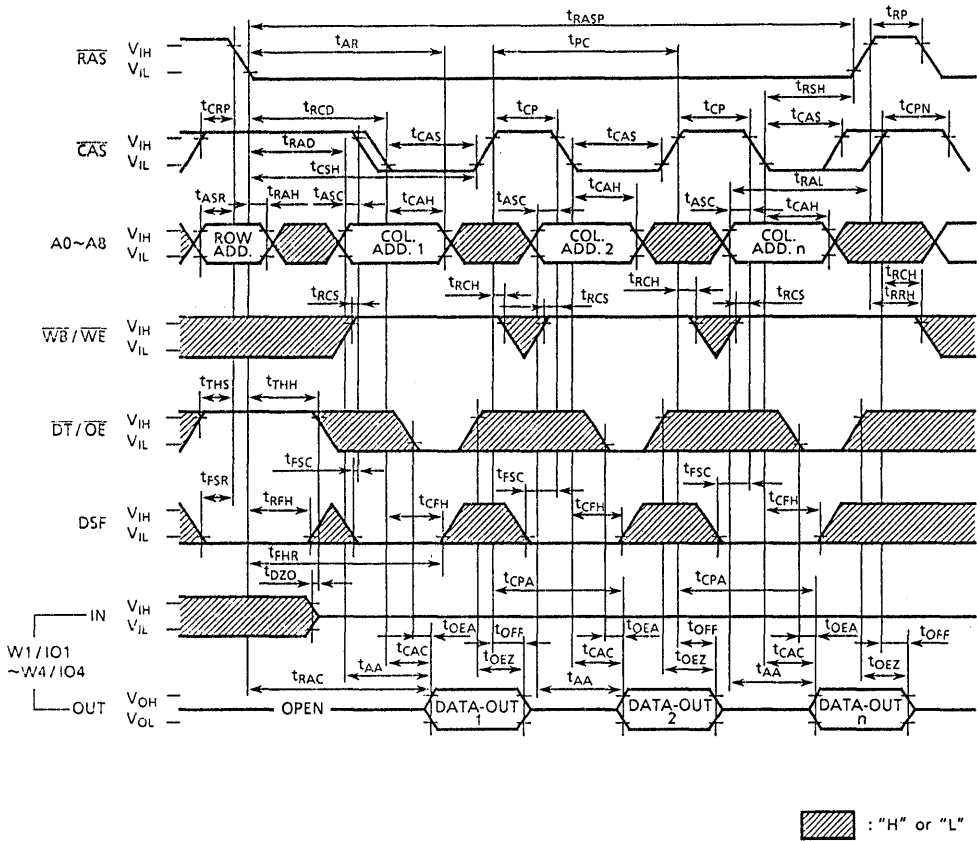 tRASP
tRP
RAS
VIH
VIL
tAR
tPC
tRSH
tCRP
tRCD
tCP
tCP
tCAS
tCPN
CAS
VIH
VIL
tRAD
tCAS
tCAS
tCSH
tRAL
tASR
tRAH
tASC
tCAH
tASC
tCAH
tASC
tCAH
A0~A8
VIH
VIL
ROW ADD.
COL. ADD. 1
COL. ADD. 2
COL. ADD. n
tRCS
tRCH
tRCS
tRCH
tRCS
tRCH
tRRH
WB / WE
VIH
VIL
tTHS
tTHH
DT / OE
VIH
VIL
tFSC
tFSC
tFSC
tFSR
tRFH
tCFH
tCFH
tCFH
DSF
VIH
VIL
tFHR
tDZO
tCPA
tCPA
IN
VIH
VIL
W1 / IO1
~W4 / IO4
tOEA
tOFF
tOEA
tOFF
tOEA
tOFF
tCAC
tOEZ
tCAC
tOEZ
tCAC
tOEZ
tAA
tAA
tAA
tRAC
OUT
VOH
VOL
OPEN
DATA-OUT 1
DATA-OUT 2
DATA-OUT n
: "H" or "L"